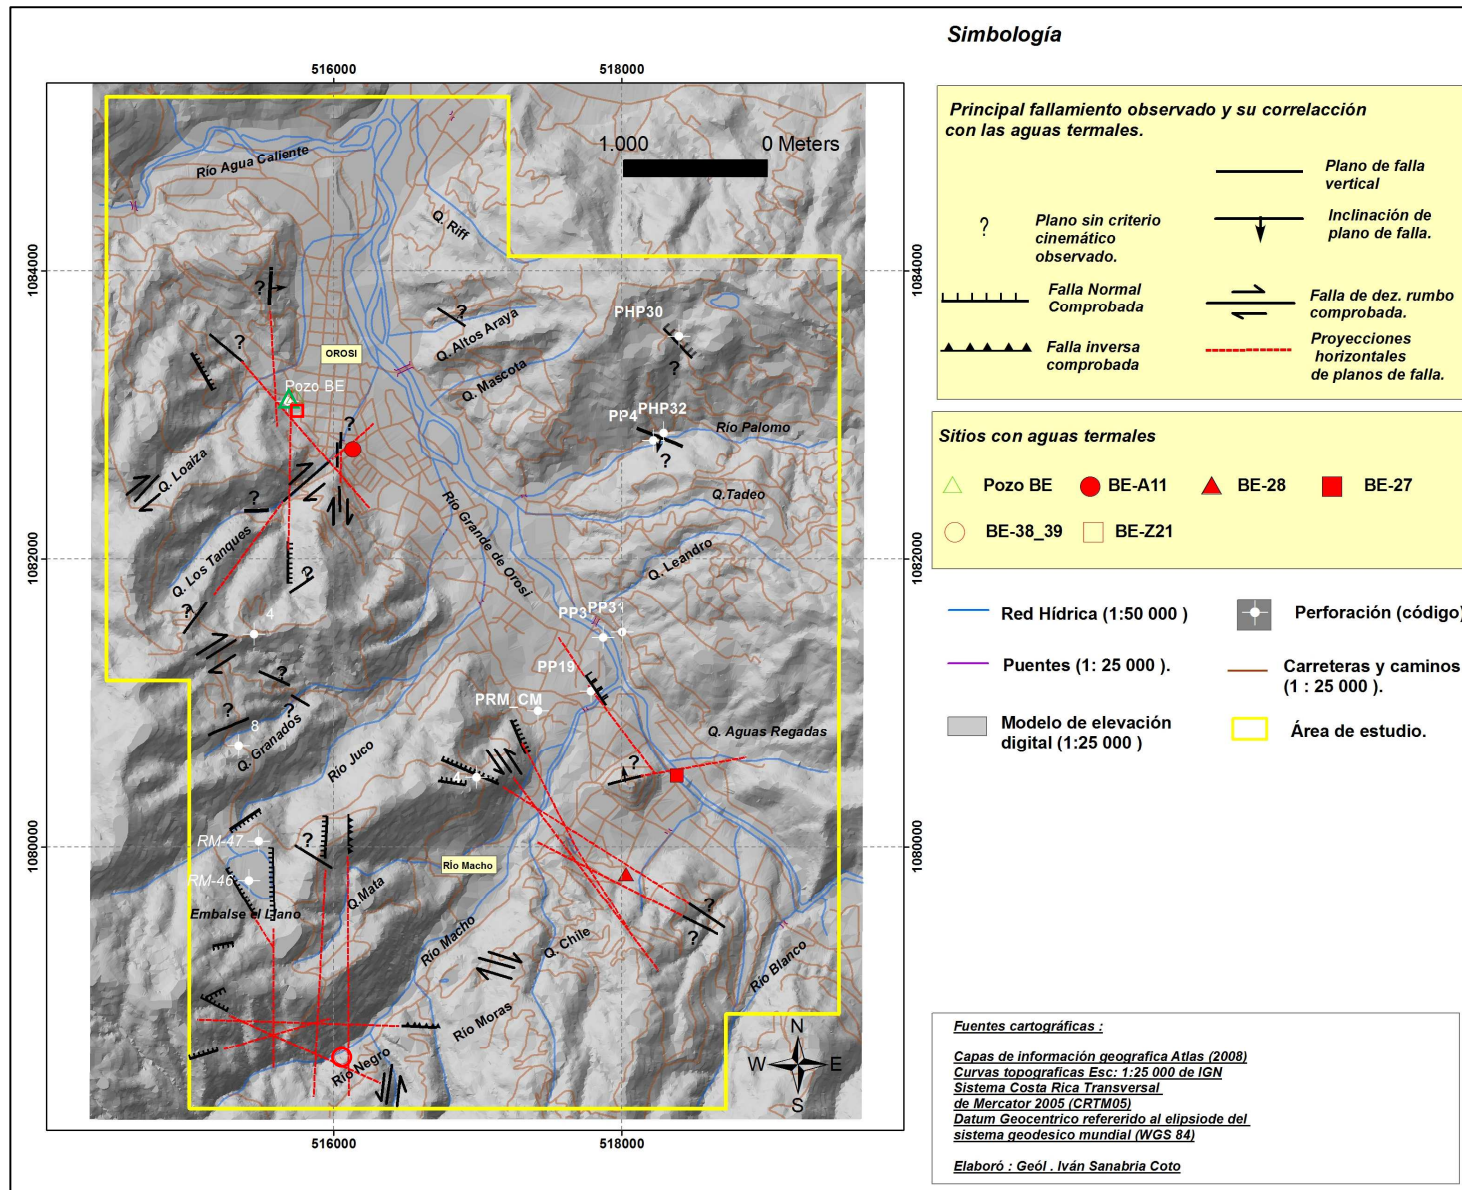 Simbología
516000
518000
1.000
0 Meters
Río Agua Caliente
Q. Riff
1084000
1084000
?
?
?
PHP30
?
Q. Altos Araya
OROSI
Q. Mascota
Pozo BE
PHP32
PP4
Río Palomo
?
?
Q. Loaiza
Q.Tadeo
?
Río Grande de Orosi
Q. Los Tanques
1082000
1082000
Q. Leandro
?
?
4
PP3
PP31
PP19
?
?
?
PRM_CM
8
Q. Granados
Q. Aguas Regadas
Río Juco
?
4
RM-47
?
1080000
1080000
Río Macho
RM-46
Q.Mata
Embalse el Llano
?
?
Río Macho
Q. Chile
Río Blanco
Río Moras
Río Negro
N
W
E
S
516000
518000
Principal fallamiento observado y su correlacción
con las aguas termales.
Plano de falla
vertical
?
Plano sin criterio
cinemático
observado.
Inclinación de
plano de falla.
Falla Normal
Comprobada
Falla de dez. rumbo
comprobada.
Falla inversa
comprobada
Proyecciones
horizontales
de planos de falla.
Sitios con aguas termales
Pozo BE
BE-A11
BE-28
BE-27
BE-38_39
BE-Z21
Red Hídrica (1:50 000 )
Perforación (código)
Puentes (1: 25 000 ).
Carreteras y caminos
(1 : 25 000 ).
Modelo de elevación
digital (1:25 000 )
Área de estudio.
Fuentes cartográficas :
Capas de información geografica Atlas (2008)
Curvas topograficas Esc: 1:25 000 de IGN
Sistema Costa Rica Transversal
de Mercator 2005 (CRTM05)
Datum Geocentrico refererido al elipsiode del
sistema geodesico mundial (WGS 84)
Elaboró : Geól . Iván Sanabria Coto